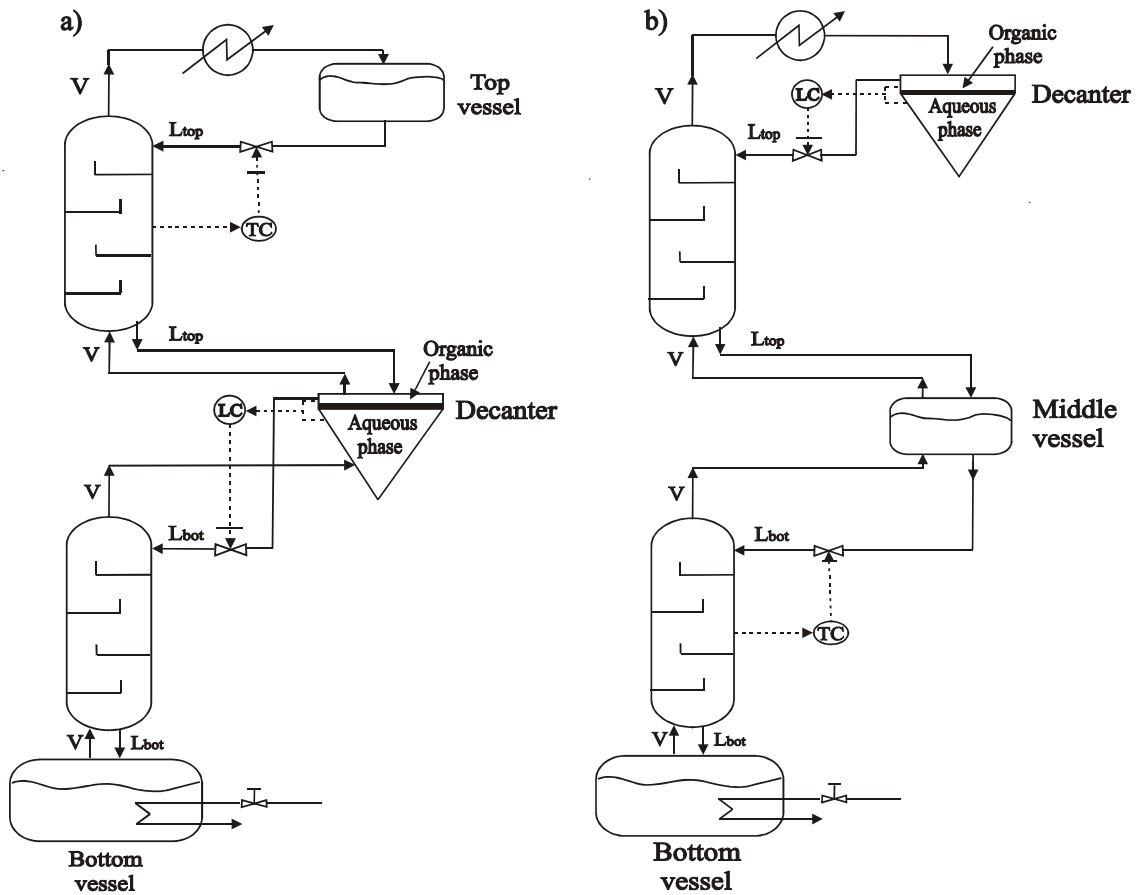 a)
V
Top
vessel
Ltop
TC
Ltop
V
Organic
phase
LC
Decanter
Aqueous
phase
V
Lbot
V
Lbot
Bottom
vessel
b)
Organic
phase
V
LC
Decanter
Aqueous
phase
Ltop
Ltop
V
Middle
vessel
V
Lbot
TC
V
Lbot
Bottom
vessel